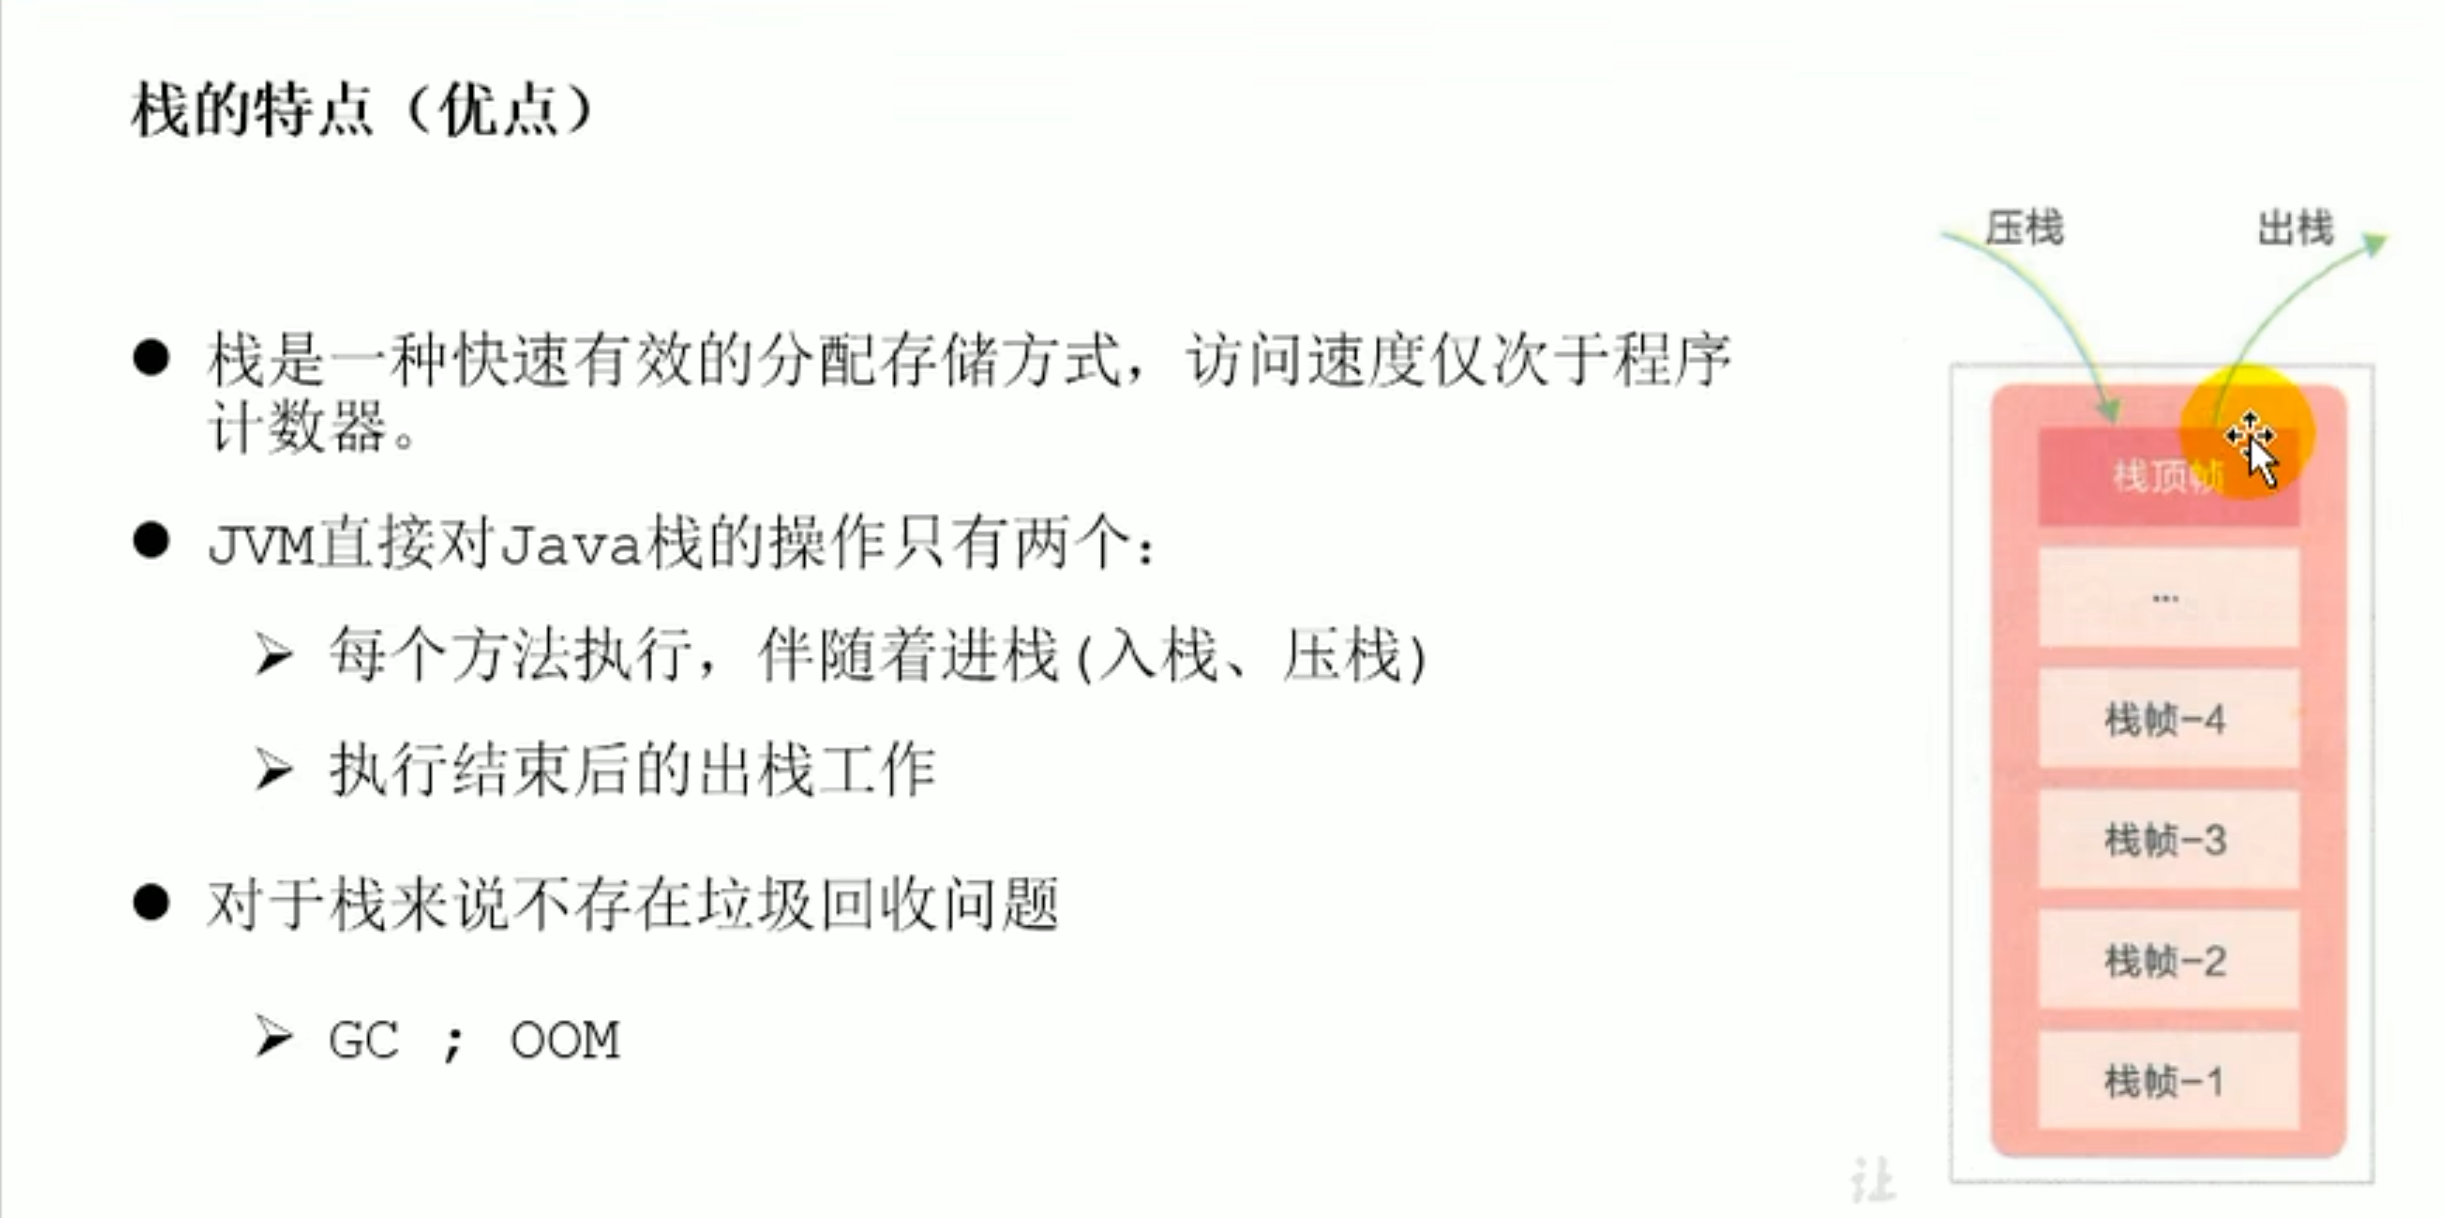 栈的特点（优点）
● 栈是一种快速有效的分配存储方式，访问速度仅次于程序
计数器。
● JVM直接对Java栈的操作只有两个：
➢ 每个方法执行，伴随着进栈(入栈、压栈)
➢ 执行结束后的出栈工作
● 对于栈来说不存在垃圾回收问题
➢ GC ; OOM
压栈
出栈
栈顶帧
...
栈帧-4
栈帧-3
栈帧-2
栈帧-1
让